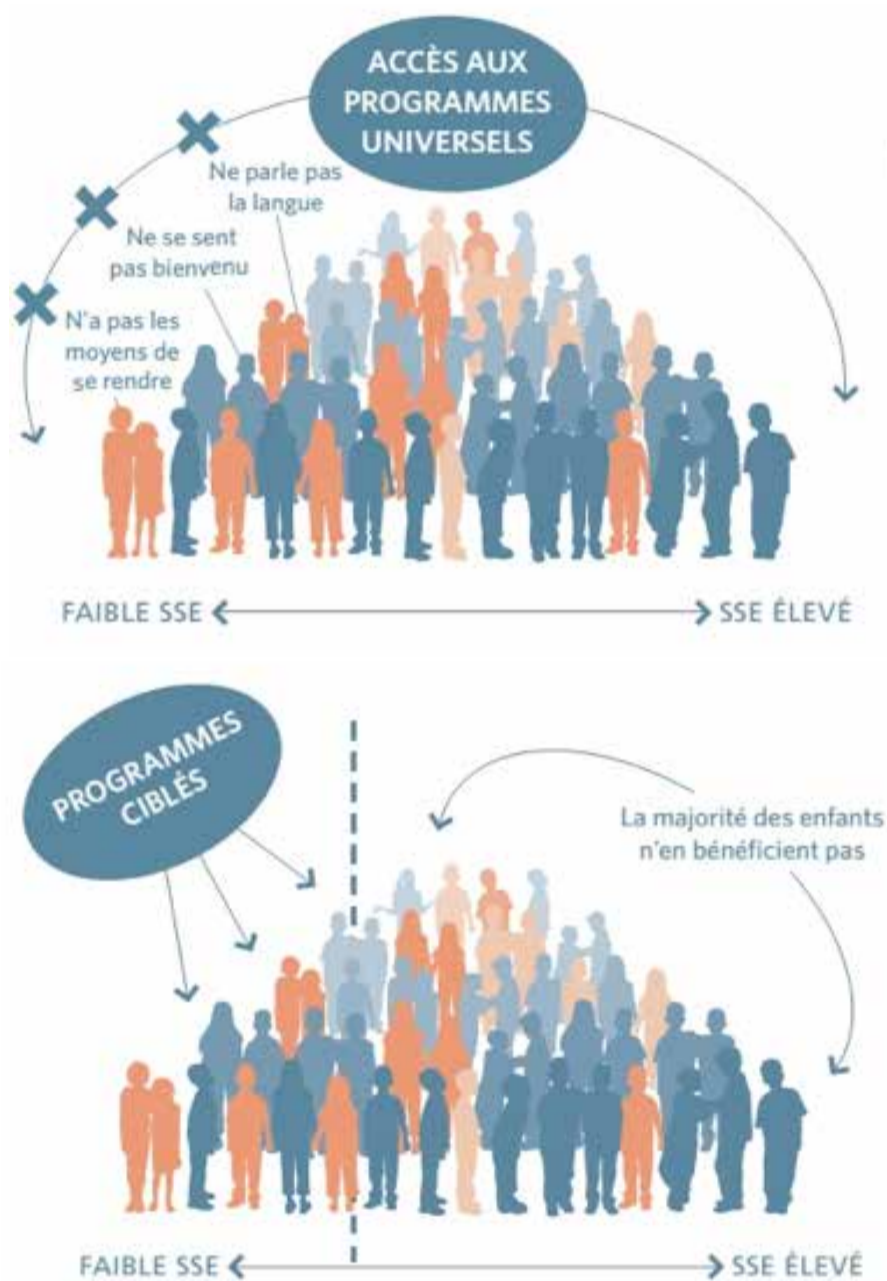 ACCÈS AUX
PROGRAMMES
UNIVERSELS
Ne parle pas
la langue
Ne se sent
pas bienvenu
N'a pas les
moyens de
se rendre
FAIBLE SSE
SSE ÉLEVÉ
PROGRAMMES
CIBLÉS
La majorité des enfants
n'en bénéficient pas
FAIBLE SSE
SSE ÉLEVÉ